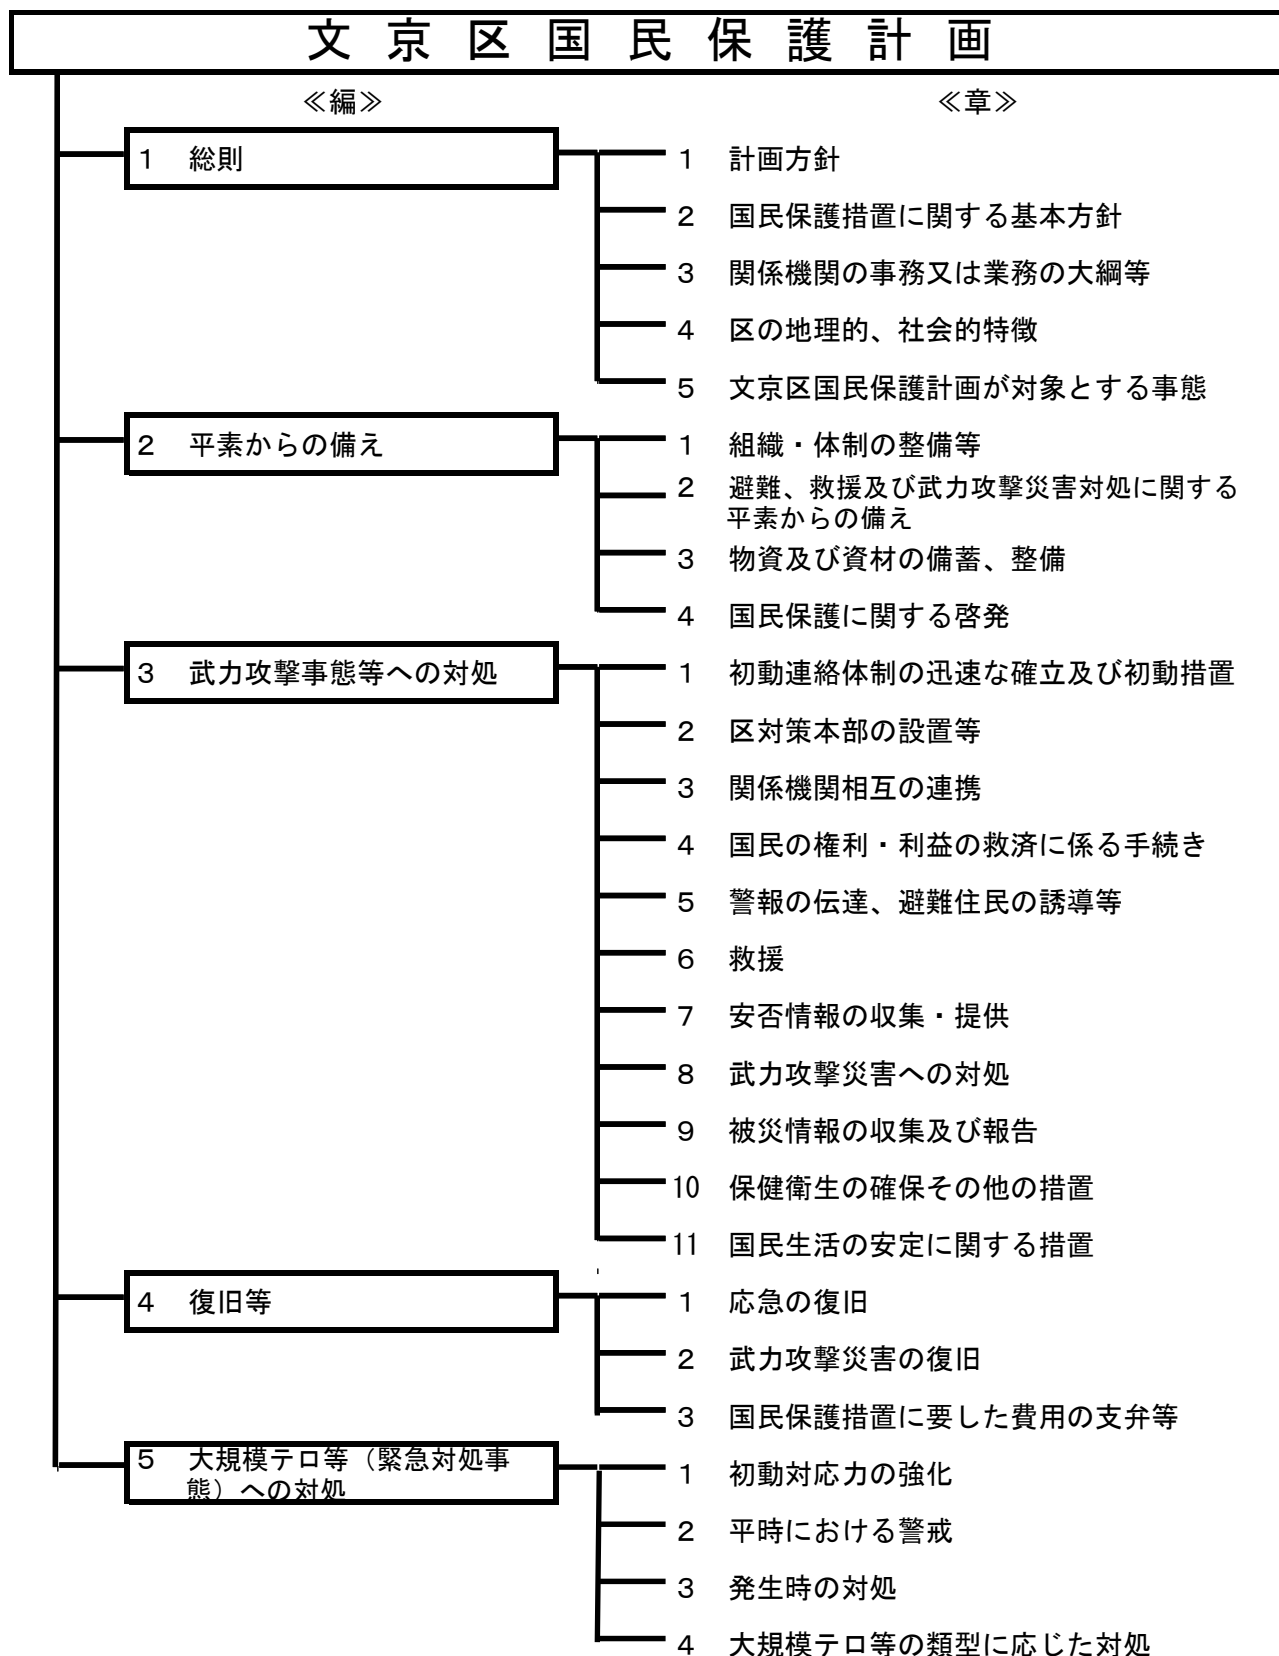 文京区国民保護計画
≪編≫ ≪章≫
1 総則
1 計画方針
2 国民保護措置に関する基本方針
3 関係機関の事務又は業務の大綱等
4 区の地理的、社会的特徴
5 文京区国民保護計画が対象とする事態
2 平素からの備え
1 組織・体制の整備等
2 避難、救援及び武力攻撃災害対処に関する
平素からの備え
3 物資及び資材の備蓄、整備
4 国民保護に関する啓発
3 武力攻撃事態等への対処
1 初動連絡体制の迅速な確立及び初動措置
2 区対策本部の設置等
3 関係機関相互の連携
4 国民の権利・利益の救済に係る手続き
5 警報の伝達、避難住民の誘導等
6 救援
7 安否情報の収集・提供
8 武力攻撃災害への対処
9 被災情報の収集及び報告
10 保健衛生の確保その他の措置
11 国民生活の安定に関する措置
4 復旧等
1 応急の復旧
2 武力攻撃災害の復旧
3 国民保護措置に要した費用の支弁等
5 大規模テロ等（緊急対処事
態）への対処
1 初動対応力の強化
2 平時における警戒
3 発生時の対処
4 大規模テロ等の類型に応じた対処